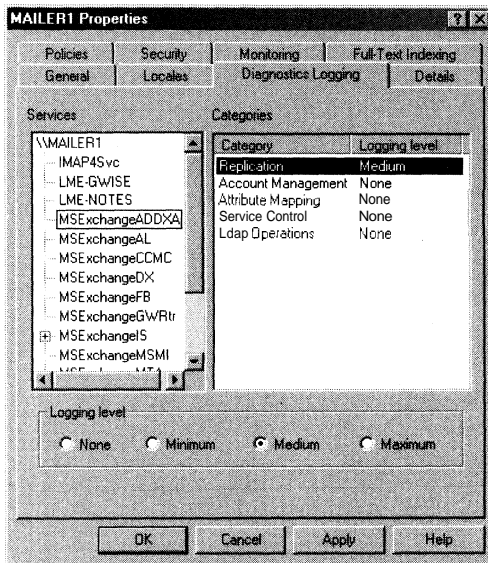 MAILER1 Properties
? X
Policies Security Monitoring Full-Text Indexing
General Locales Diagnostics Logging Details
Services Categories
\\MAILER1
IMAP4Svc
LME-GWISE
LME-NOTES
MSExchangeADDXA
MSExchangeAL
MSExchangeCCMC
MSExchangeDX
MSExchangeFB
MSExchangeGWRtr
MSExchangeIS
MSExchangeMSMI
Category Logging level
Replication Medium
Account Management None
Attribute Mapping None
Service Control None
Ldap Operations None
Logging level
None Minimum Medium Maximum
OK Cancel Apply Help